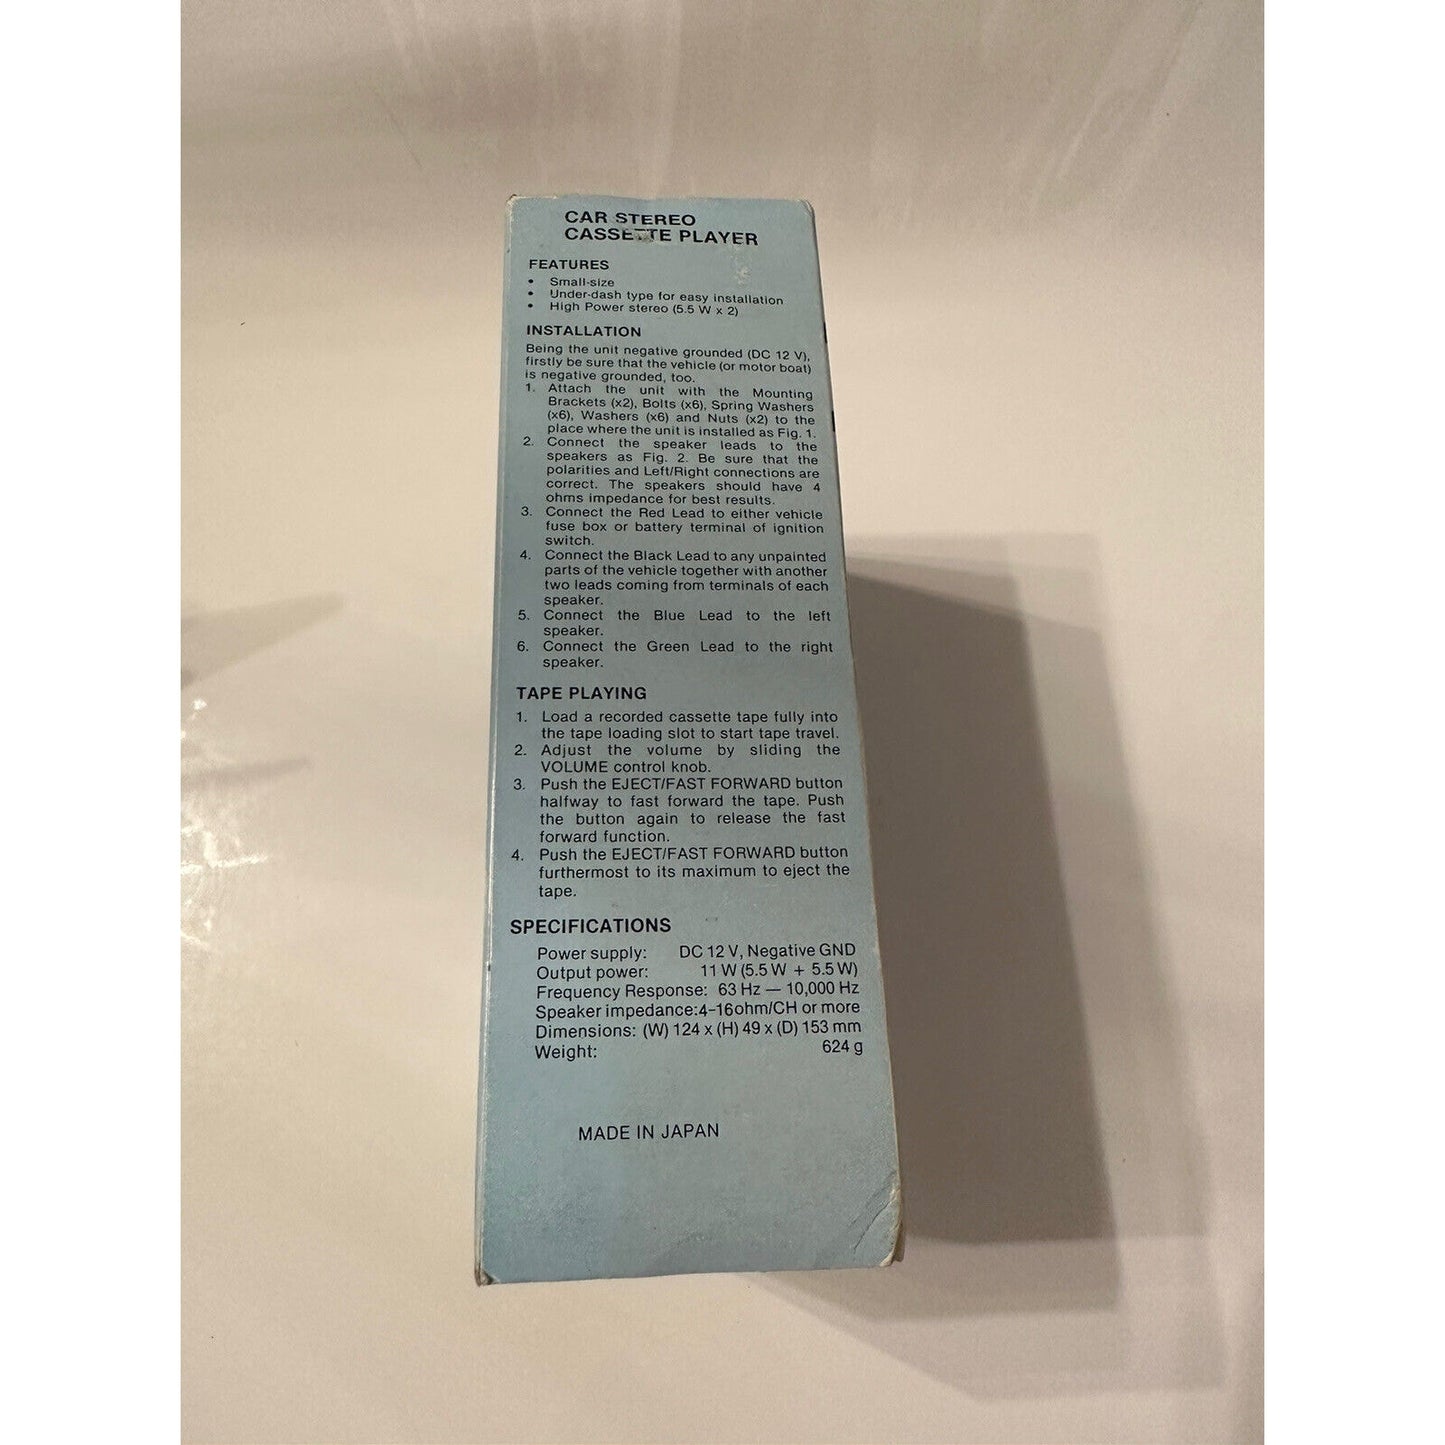 CAR STEREO
CASSETTE PLAYER
FEATURES
• Small-size
• Under-dash type for easy installation
• High Power stereo (5.5 W x 2)
INSTALLATION
Being the unit negative grounded (DC 12 V),
firstly be sure that the vehicle (or motor boat)
is negative grounded, too.
1. Attach the unit with the Mounting
Brackets (x2), Bolts (x6), Spring Washers
(x6), Washers (x6) and Nuts (x2) to the
place where the unit is installed as Fig. 1.
2. Connect the speaker leads to the
speakers as Fig. 2. Be sure that the
polarities and Left/Right connections are
correct. The speakers should have 4
ohms impedance for best results.
3. Connect the Red Lead to either vehicle
fuse box or battery terminal of ignition
switch.
4. Connect the Black Lead to any unpainted
parts of the vehicle together with another
two leads coming from terminals of each
speaker.
5. Connect the Blue Lead to the left
speaker.
6. Connect the Green Lead to the right
speaker.
TAPE PLAYING
1. Load a recorded cassette tape fully into
the tape loading slot to start tape travel.
2. Adjust the volume by sliding the
VOLUME control knob.
3. Push the EJECT/FAST FORWARD button
halfway to fast forward the tape. Push
the button again to release the fast
forward function.
4. Push the EJECT/FAST FORWARD button
furthermost to its maximum to eject the
tape.
SPECIFICATIONS
Power supply: DC 12 V, Negative GND
Output power: 11 W (5.5 W + 5.5 W)
Frequency Response: 63 Hz — 10,000 Hz
Speaker impedance:4-16ohm/CH or more
Dimensions: (W) 124 x (H) 49 x (D) 153 mm
Weight: 624 g
MADE IN JAPAN